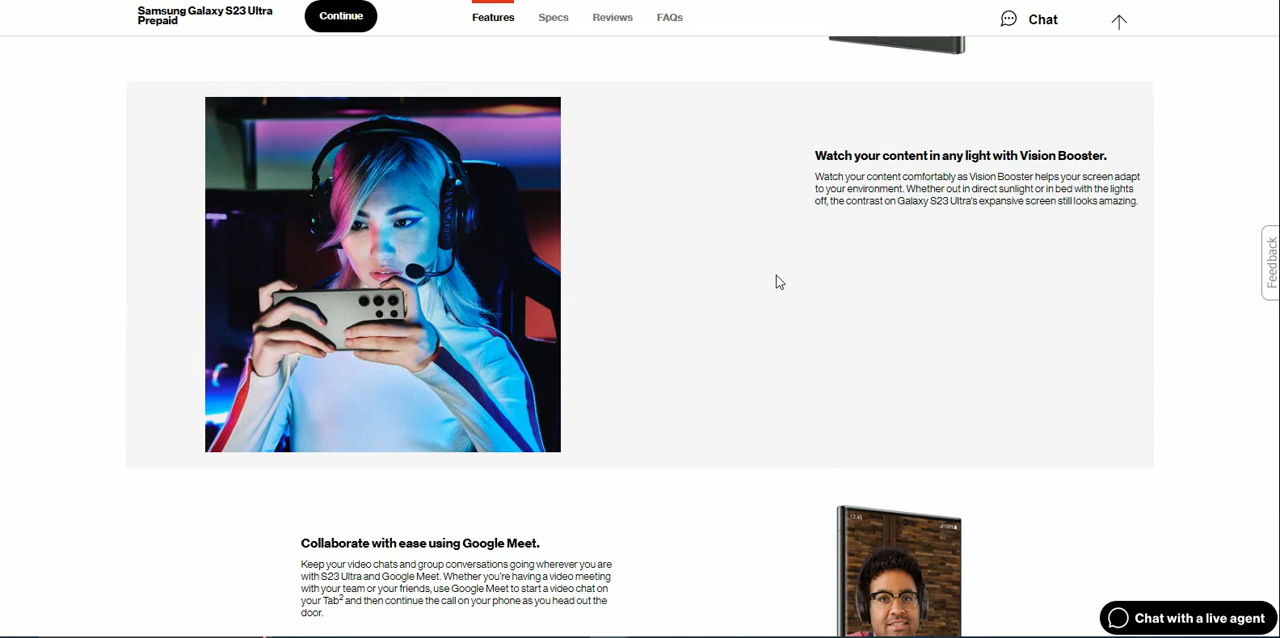 Samsung Galaxy S23 Ultra
Prepaid
Continue
Features
Specs
Reviews
FAQs
Chat
Watch your content in any light with Vision Booster.
Watch your content comfortably as Vision Booster helps your screen adapt
to your environment. Whether out in direct sunlight or in bed with the lights
off, the contrast on Galaxy S23 Ultra's expansive screen still looks amazing.
Feedback
Collaborate with ease using Google Meet.
Keep your video chats and group conversations going wherever you are
with S23 Ultra and Google Meet. Whether you're having a video meeting
with your team or your friends, use Google Meet to start a video chat on
your Tab2 and then continue the call on your phone as you head out the
door.
12:45
100%
Chat with a live agent